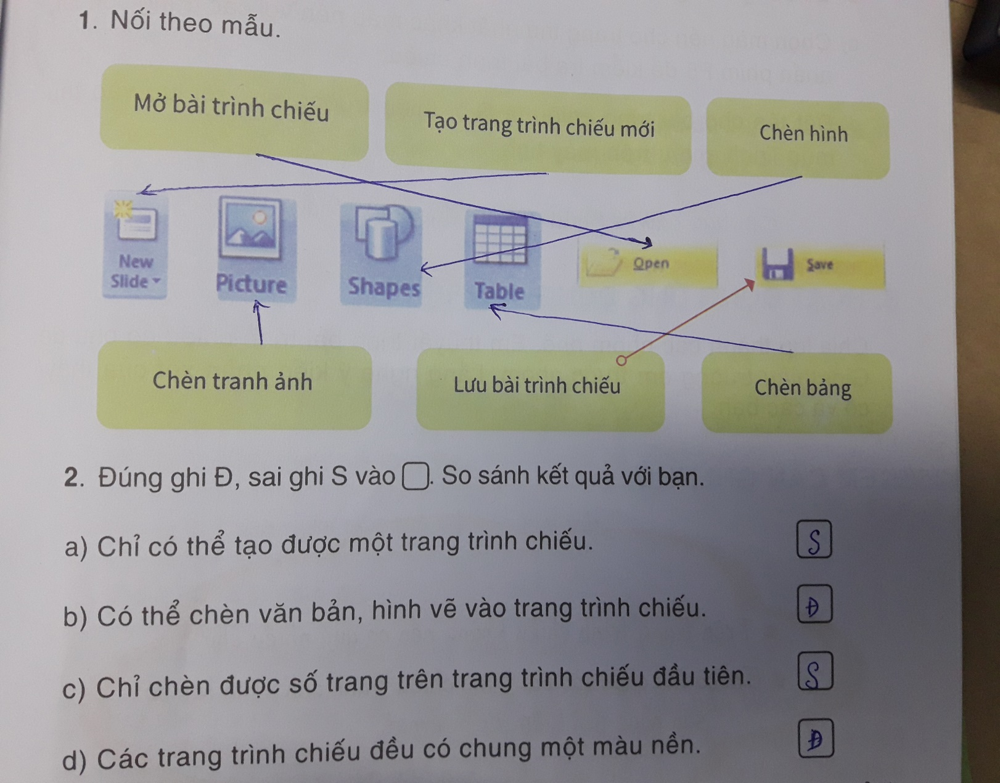 1. Nối theo mẫu.
Mở bài trình chiếu
Tạo trang trình chiếu mới
Chèn hình
New
Slide
Picture
Shapes
Table
Open
Save
Chèn tranh ảnh
Lưu bài trình chiếu
Chèn bảng
2. Đúng ghi Đ, sai ghi S vào . So sánh kết quả với bạn.
a) Chỉ có thể tạo được một trang trình chiếu. S
b) Có thể chèn văn bản, hình vẽ vào trang trình chiếu. Đ
c) Chỉ chèn được số trang trên trang trình chiếu đầu tiên. S
d) Các trang trình chiếu đều có chung một màu nền. Đ